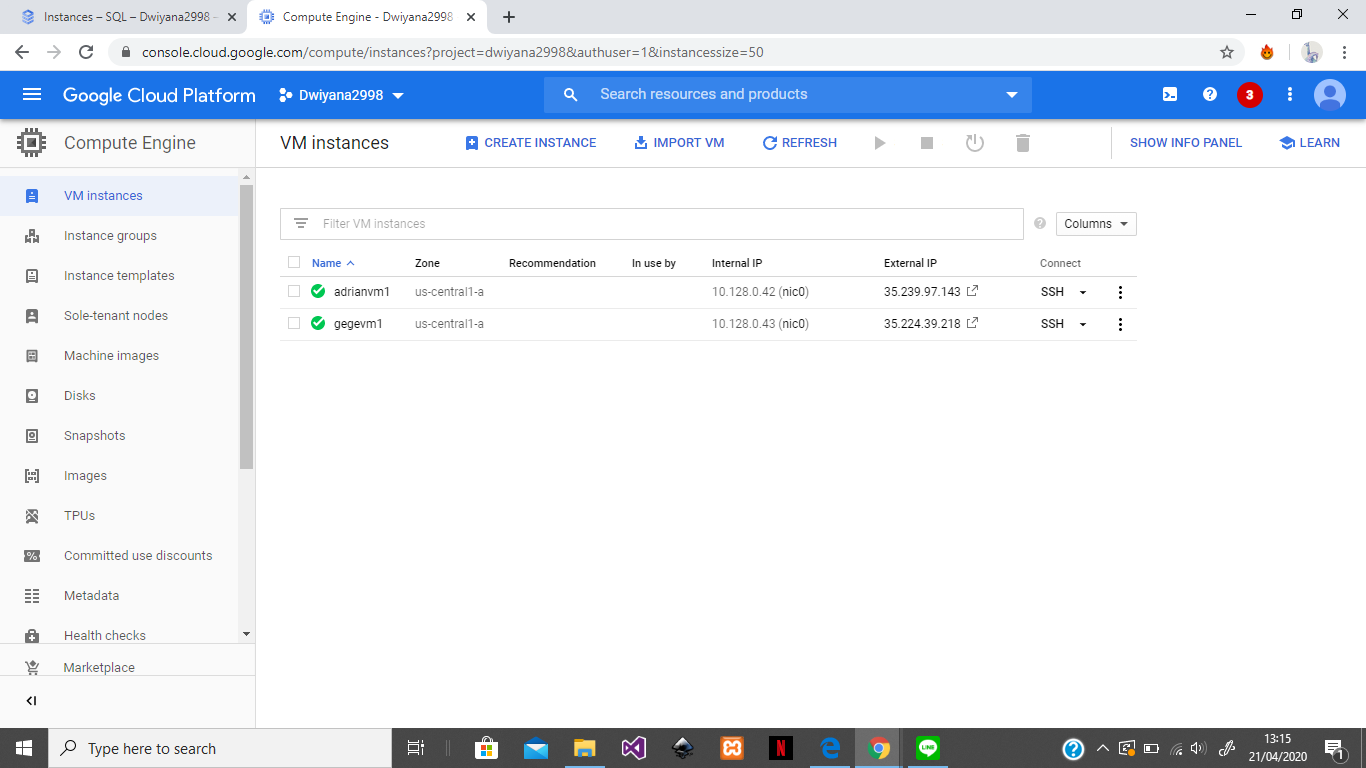 Instances – SQL – Dwiyana2998 –
Compute Engine - Dwiyana2998
console.cloud.google.com/compute/instances?project=dwiyana2998&authuser=1&instancessize=50
Google Cloud Platform
Dwiyana2998
Search resources and products
3
Compute Engine
VM instances
CREATE INSTANCE
IMPORT VM
REFRESH
SHOW INFO PANEL
LEARN
VM instances
Instance groups
Instance templates
Sole-tenant nodes
Machine images
Disks
Snapshots
Images
TPUs
Committed use discounts
Metadata
Health checks
Marketplace
Filter VM instances
Columns
Name Zone Recommendation In use by Internal IP External IP Connect
adrianvm1 us-central1-a 10.128.0.42 (nic0) 35.239.97.143 SSH
gegevm1 us-central1-a 10.128.0.43 (nic0) 35.224.39.218 SSH
Type here to search
N
LINE
13:15
21/04/2020
1